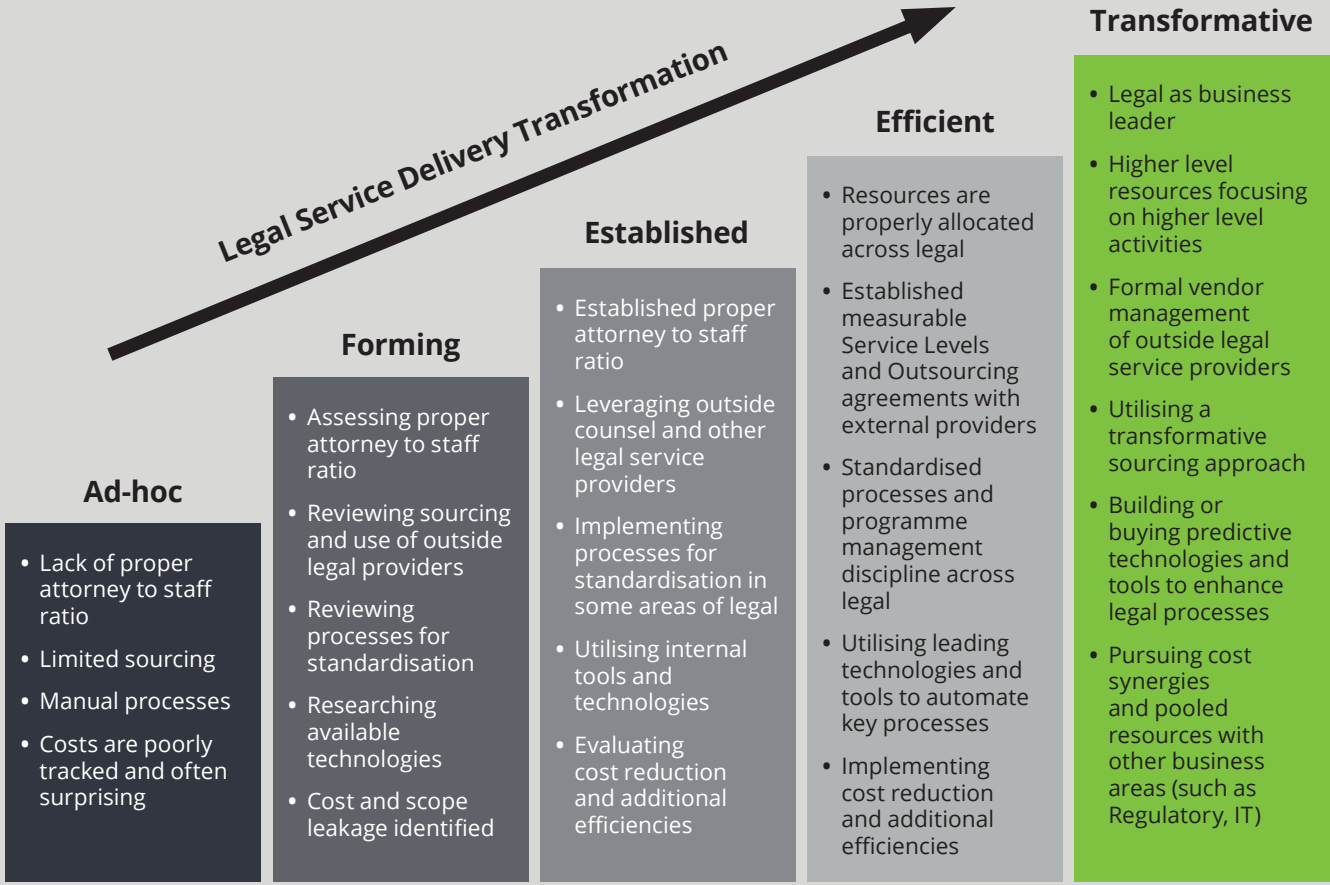 Legal Service Delivery Transformation
Ad-hoc
• Lack of proper
attorney to staff
ratio
• Limited sourcing
• Manual processes
• Costs are poorly
tracked and often
surprising
Forming
• Assessing proper
attorney to staff
ratio
• Reviewing sourcing
and use of outside
legal providers
• Reviewing
processes for
standardisation
• Researching
available
technologies
• Cost and scope
leakage identified
Established
• Established proper
attorney to staff
ratio
• Leveraging outside
counsel and other
legal service
providers
• Implementing
processes for
standardisation in
some areas of legal
• Utilising internal
tools and
technologies
• Evaluating
cost reduction
and additional
efficiencies
Efficient
• Resources are
properly allocated
across legal
• Established
measurable
Service Levels
and Outsourcing
agreements with
external providers
• Standardised
processes and
programme
management
discipline across
legal
• Utilising leading
technologies and
tools to automate
key processes
• Implementing
cost reduction
and additional
efficiencies
Transformative
• Legal as business
leader
• Higher level
resources focusing
on higher level
activities
• Formal vendor
management
of outside legal
service providers
• Utilising a
transformative
sourcing approach
• Building or
buying predictive
technologies and
tools to enhance
legal processes
• Pursuing cost
synergies
and pooled
resources with
other business
areas (such as
Regulatory, IT)